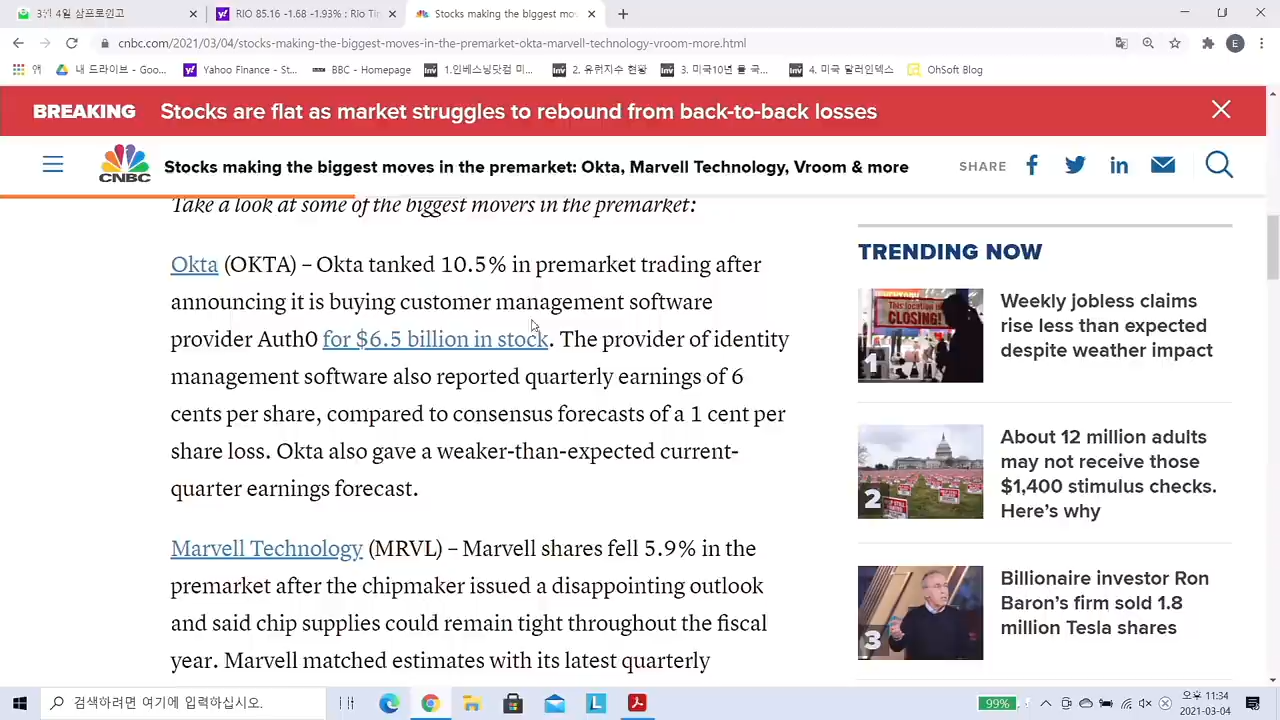 3월 4일 삼프로원고
RIO 85.16 -1.68 -1.93% : Rio Tin
Stocks making the biggest mov
cnbc.com/2021/03/04/stocks-making-the-biggest-moves-in-the-premarket-okta-marvell-technology-vroom-more.html
E
앱
내 드라이브 - Goo...
Yahoo Finance - St...
BBC - Homepage
1.인베스닝닷컴 미...
2. 유퀴지수 현황
3. 미국10년 물 국...
4. 미국 달러인덱스
OhSoft Blog
BREAKING Stocks are flat as market struggles to rebound from back-to-back losses
CNBC
Stocks making the biggest moves in the premarket: Okta, Marvell Technology, Vroom & more
SHARE
Take a look at some of the biggest movers in the premarket:
Okta (OKTA) – Okta tanked 10.5% in premarket trading after
announcing it is buying customer management software
provider Auth0 for $6.5 billion in stock. The provider of identity
management software also reported quarterly earnings of 6
cents per share, compared to consensus forecasts of a 1 cent per
share loss. Okta also gave a weaker-than-expected current-
quarter earnings forecast.
Marvell Technology (MRVL) – Marvell shares fell 5.9% in the
premarket after the chipmaker issued a disappointing outlook
and said chip supplies could remain tight throughout the fiscal
year. Marvell matched estimates with its latest quarterly
TRENDING NOW
This location is
CLOSING!
1
Weekly jobless claims
rise less than expected
despite weather impact
2
About 12 million adults
may not receive those
$1,400 stimulus checks.
Here's why
3
Billionaire investor Ron
Baron's firm sold 1.8
million Tesla shares
검색하려면 여기에 입력하십시오.
99%
오후 11:34
2021-03-04